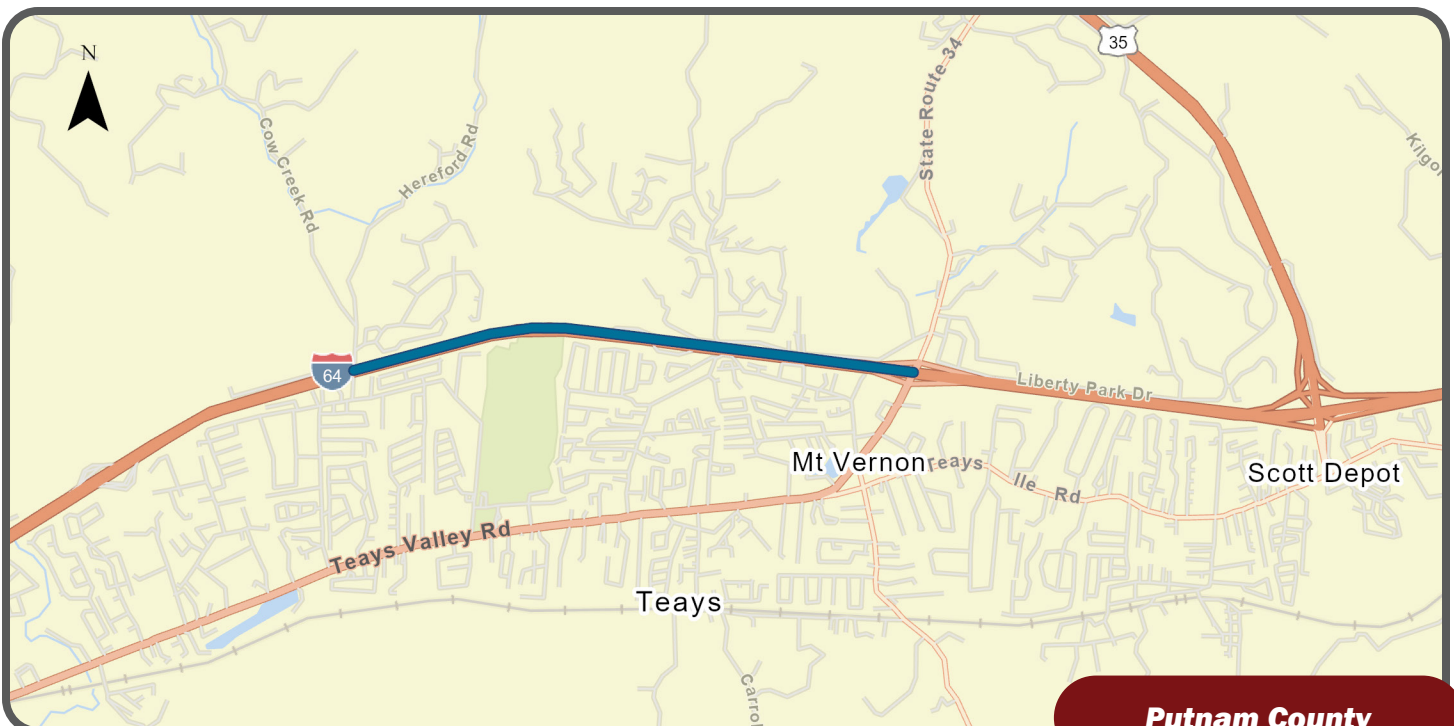 N
35
State Route 34
Cow Creek Rd
Hereford Rd
64
Liberty Park Dr
Mt Vernon
Teays
lle Rd
Scott Depot
Teays Valley Rd
Teays
Putnam County